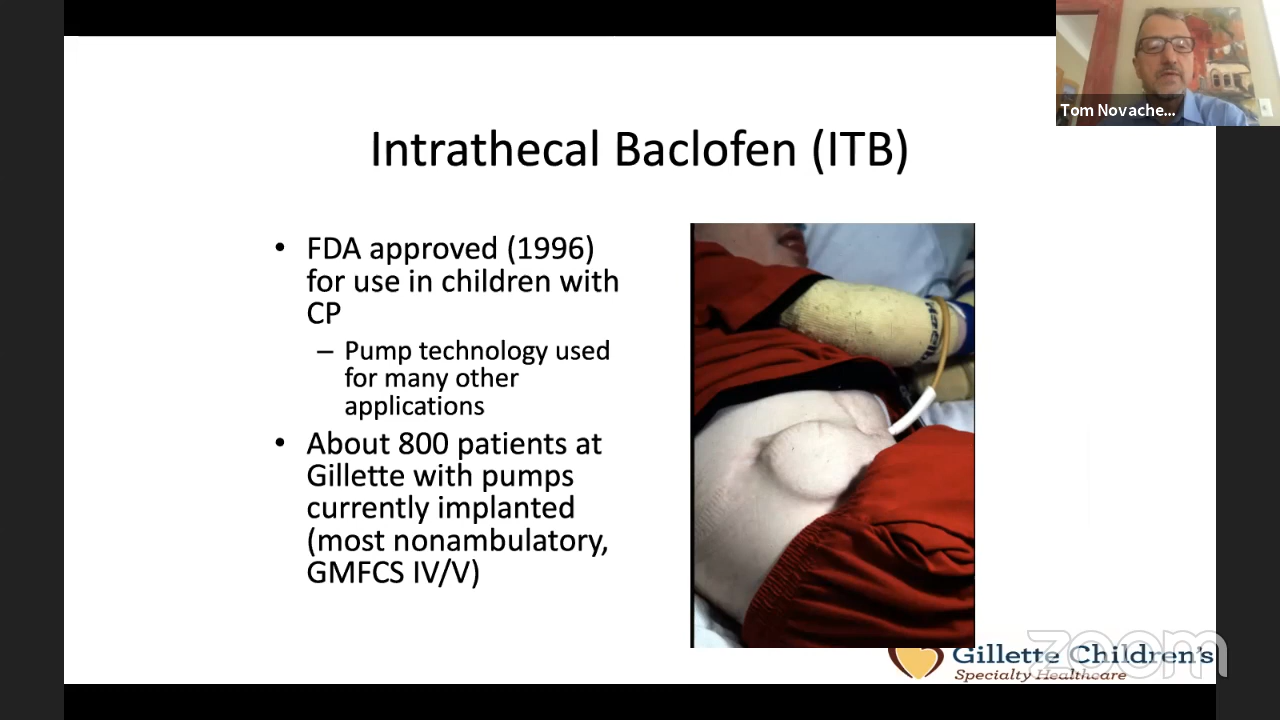 Tom Novache...
Intrathecal Baclofen (ITB)
• FDA approved (1996)
for use in children with
CP
– Pump technology used
for many other
applications
• About 800 patients at
Gillette with pumps
currently implanted
(most nonambulatory,
GMFCS IV/V)
zoom
Gillette Children's
Specialty Healthcare